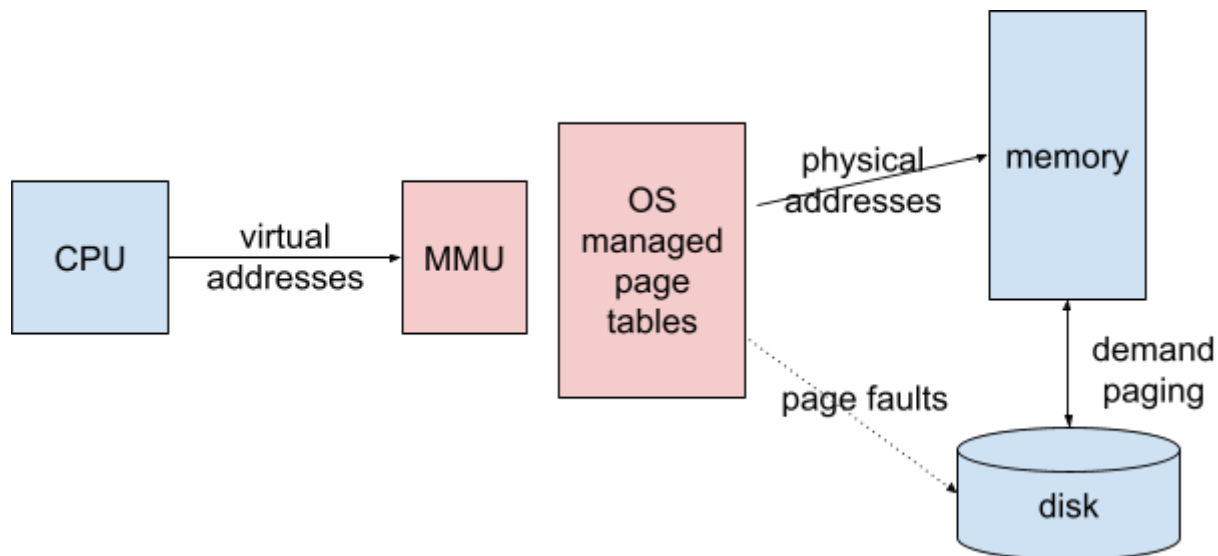 CPU
virtual
addresses
MMU
OS
managed
page
tables
physical
addresses
memory
page faults
demand
paging
disk